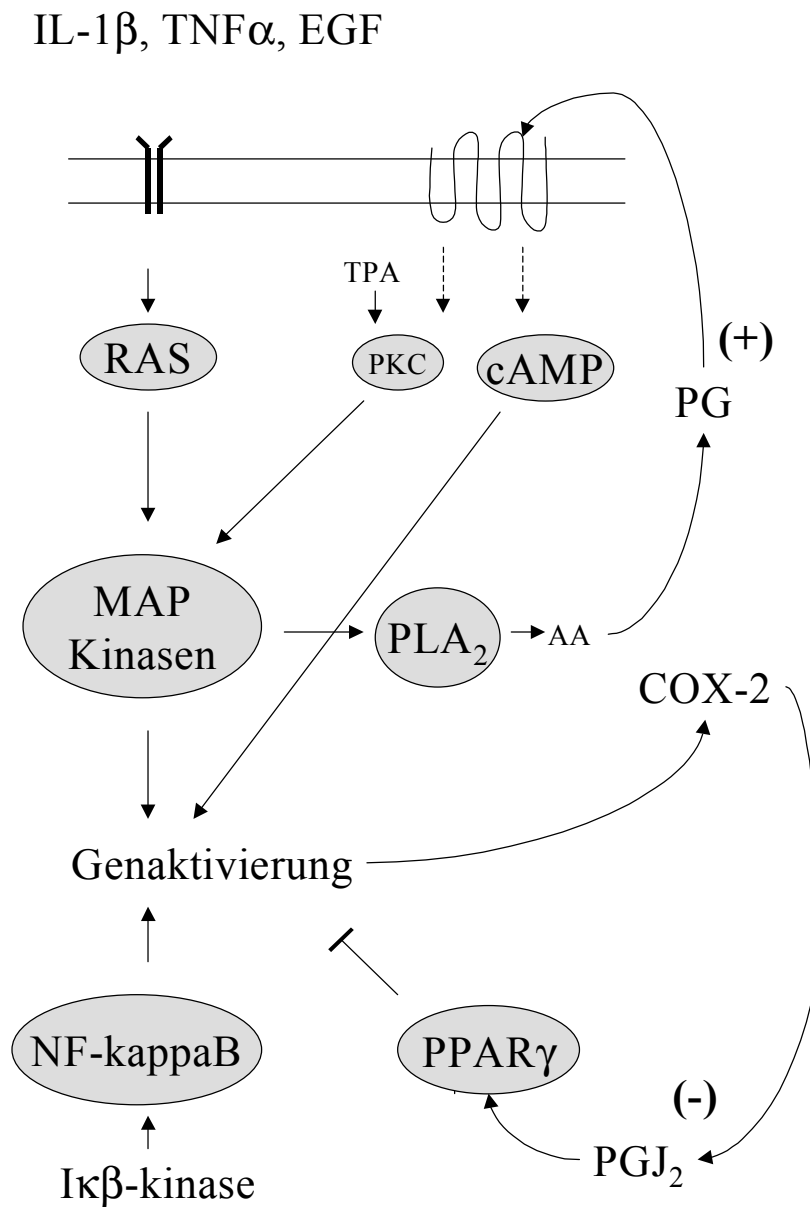 IL-1β, TNFα, EGF
TPA
RAS
PKC
cAMP
(+)
PG
MAP
Kinasen
PLA₂
AA
COX-2
Genaktivierung
NF-kappaB
PPARγ
(-)
PGJ₂
Iκβ-kinase